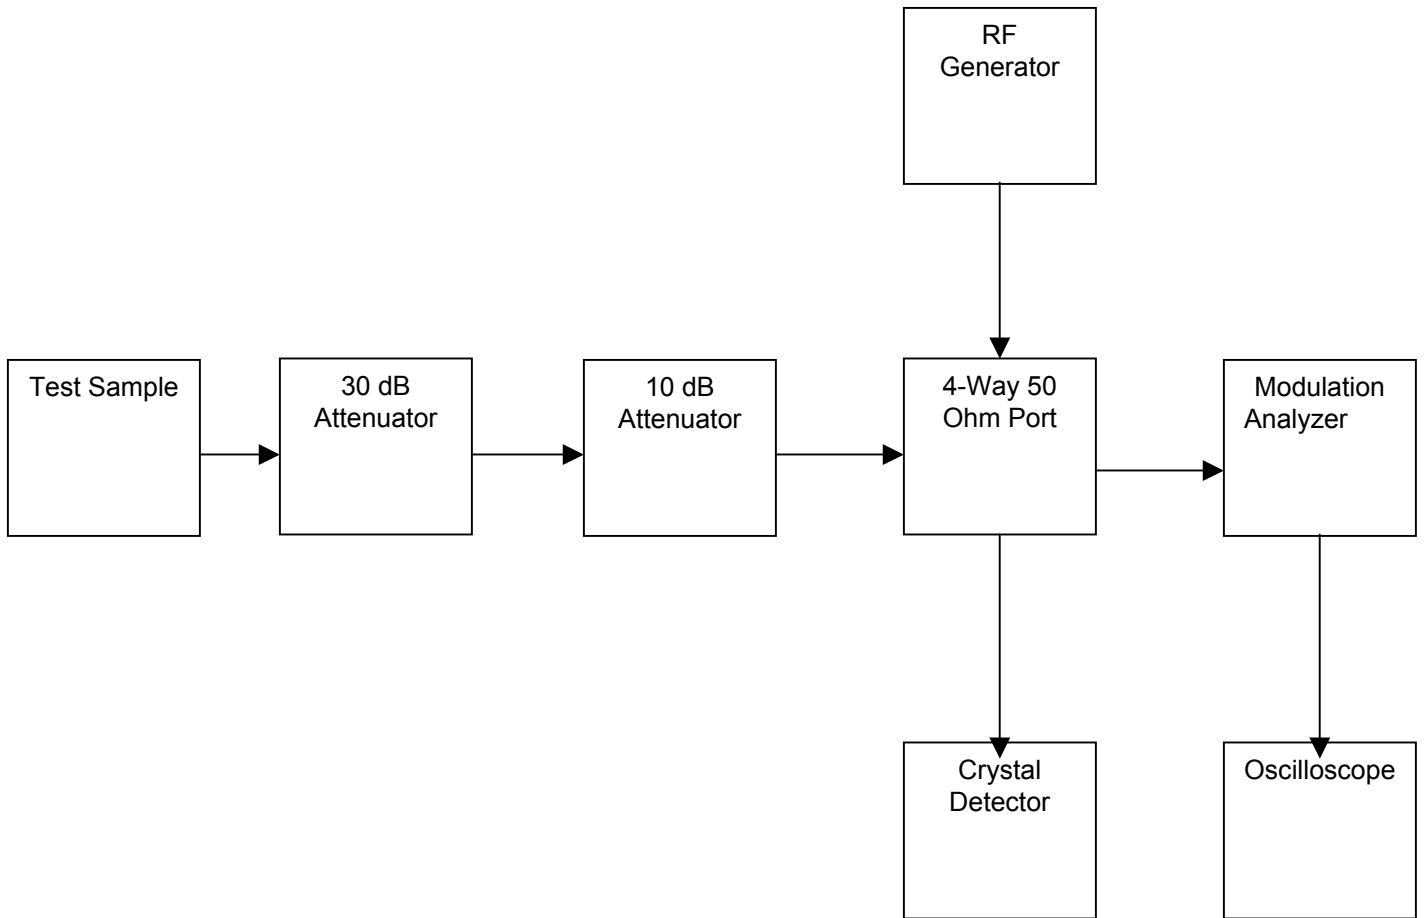 RF
Generator
Test Sample
30 dB
Attenuator
10 dB
Attenuator
4-Way 50
Ohm Port
Modulation
Analyzer
Crystal
Detector
Oscilloscope